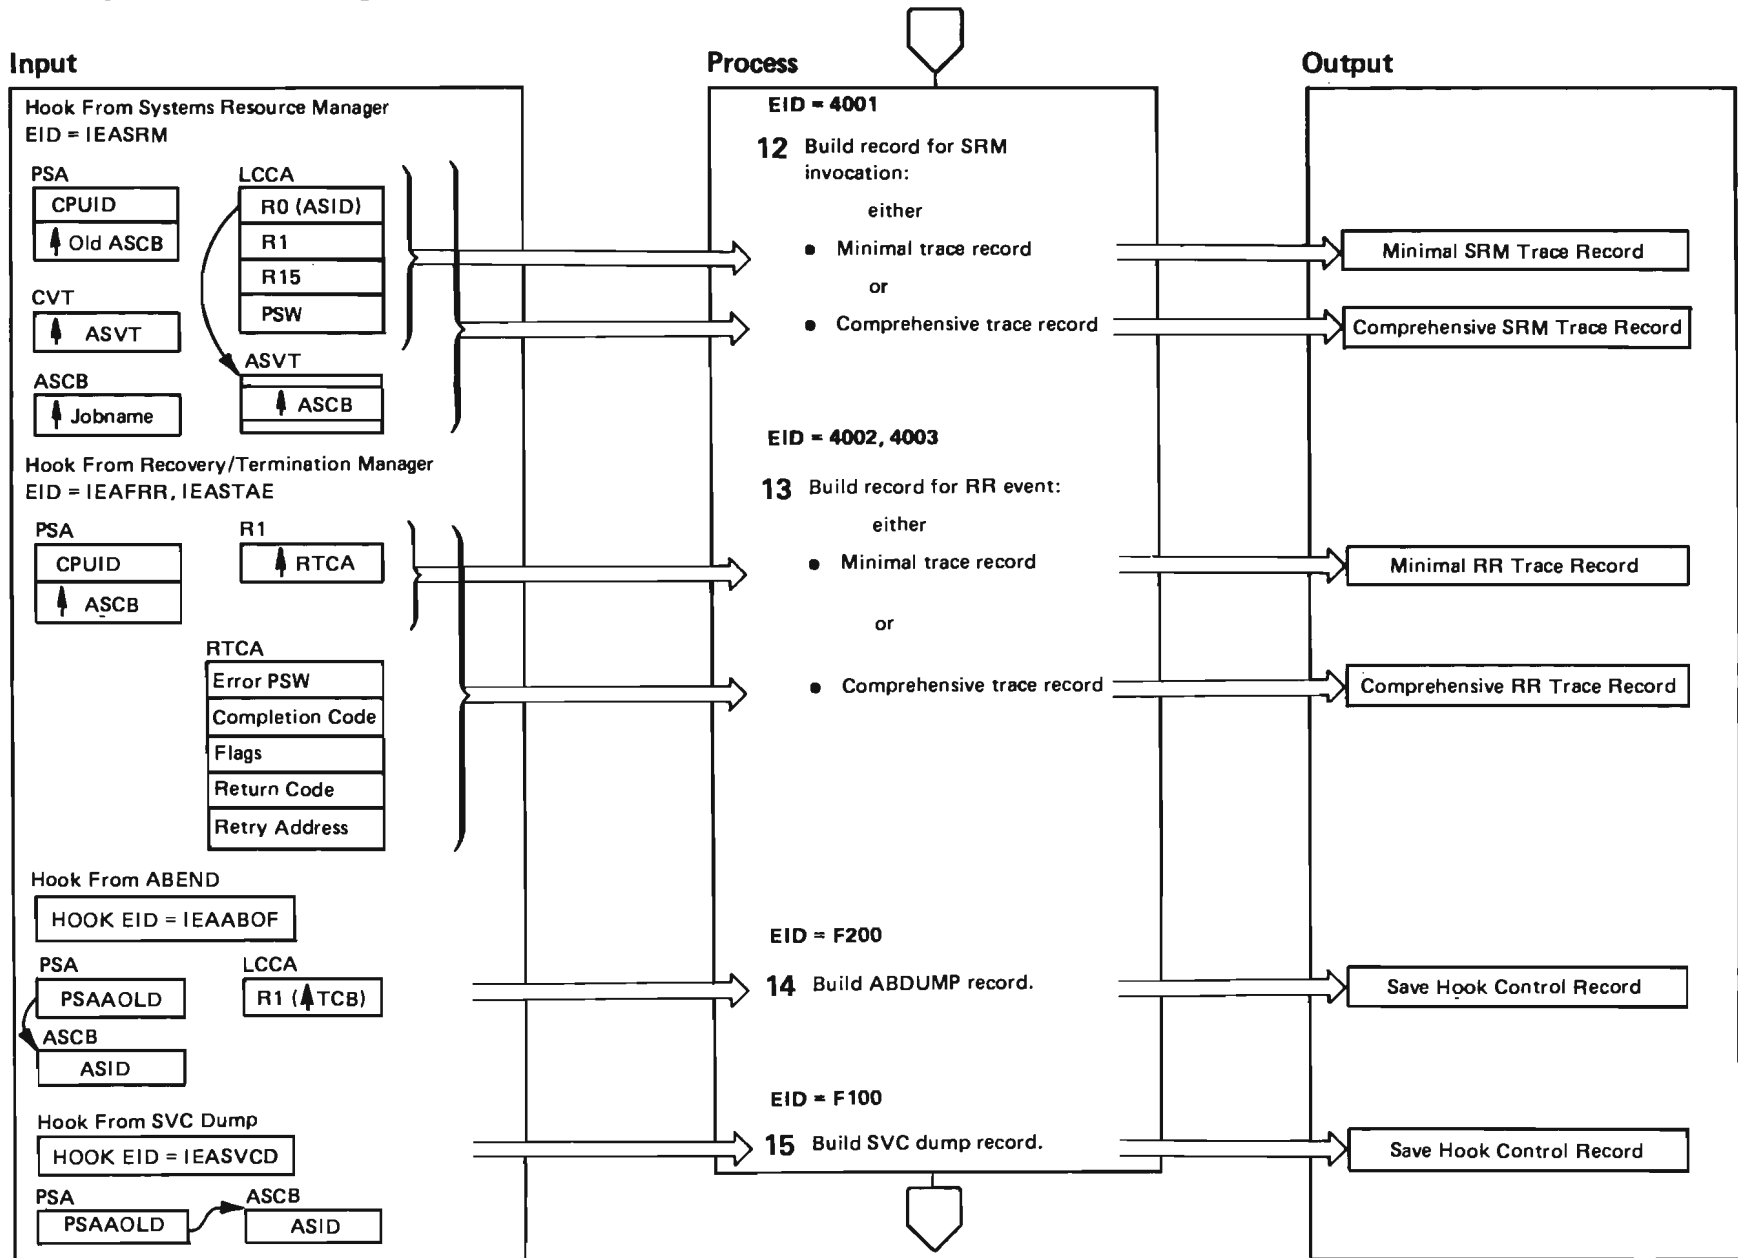 Input
Hook From Systems Resource Manager
EID = IEASRM
PSA
CPUID
Old ASCB
LCCA
R0 (ASID)
R1
R15
PSW
CVT
ASVT
ASVT
ASCB
ASCB
Jobname
Hook From Recovery/Termination Manager
EID = IEAFRR, IEASTAE
PSA
CPUID
ASCB
R1
RTCA
RTCA
Error PSW
Completion Code
Flags
Return Code
Retry Address
Hook From ABEND
HOOK EID = IEAABOF
PSA
PSAAOLD
LCCA
R1 ( TCB)
ASCB
ASID
Hook From SVC Dump
HOOK EID = IEASVCD
PSA
PSAAOLD
ASCB
ASID
Process
EID = 4001
12 Build record for SRM
invocation:
either
• Minimal trace record
or
• Comprehensive trace record
EID = 4002, 4003
13 Build record for RR event:
either
• Minimal trace record
or
• Comprehensive trace record
EID = F200
14 Build ABDUMP record.
EID = F100
15 Build SVC dump record.
Output
Minimal SRM Trace Record
Comprehensive SRM Trace Record
Minimal RR Trace Record
Comprehensive RR Trace Record
Save Hook Control Record
Save Hook Control Record